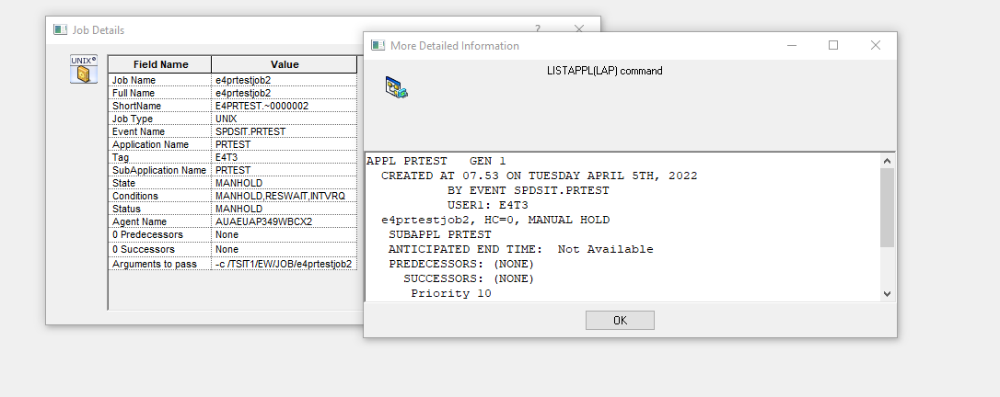 Job Details
?
UNIX®
Field Name Value
Job Name e4prtestjob2
Full Name e4prtestjob2
ShortName E4PRTEST.~0000002
Job Type UNIX
Event Name SPDSIT.PRTEST
Application Name PRTEST
Tag E4T3
SubApplication Name PRTEST
State MANHOLD
Conditions MANHOLD,RESWAIT,INTVRQ
Status MANHOLD
Agent Name AUAEUAP349WBCX2
0 Predecessors None
0 Successors None
Arguments to pass -c /TSIT1/EW/JOB/e4prtestjob2
More Detailed Information
LISTAPPL(LAP) command
APPL PRTEST GEN 1
CREATED AT 07.53 ON TUESDAY APRIL 5TH, 2022
BY EVENT SPDSIT.PRTEST
USER1: E4T3
e4prtestjob2, HC=0, MANUAL HOLD
SUBAPPL PRTEST
ANTICIPATED END TIME: Not Available
PREDECESSORS: (NONE)
SUCCESSORS: (NONE)
Priority 10
OK